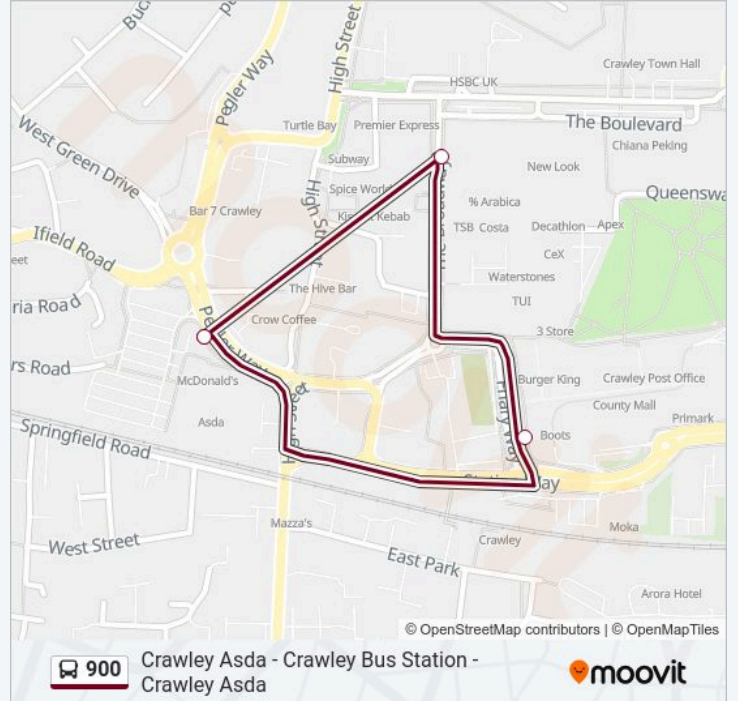 High Street
Pegler Way
HSBC UK
Crawley Town Hall
Turtle Bay
Premier Express
The Boulevard
Chiana Peking
West Green Drive
Subway
New Look
Spice World
Queenswa
% Arabica
Bar 7 Crawley
High Street
TSB
Costa
Decathlon
Apex
Ifield Road
eet
CeX
Waterstones
The Hive Bar
TUI
ria Road
Crow Coffee
3 Store
rs Road
McDonald's
Burger King
Crawley Post Office
County Mall
Asda
Primark
Friary Way
Boots
Springfield Road
Mazza's
Moka
West Street
East Park
Crawley
Arora Hotel
© OpenStreetMap contributors | © OpenMapTiles
900
Crawley Asda - Crawley Bus Station -
Crawley Asda
moovit